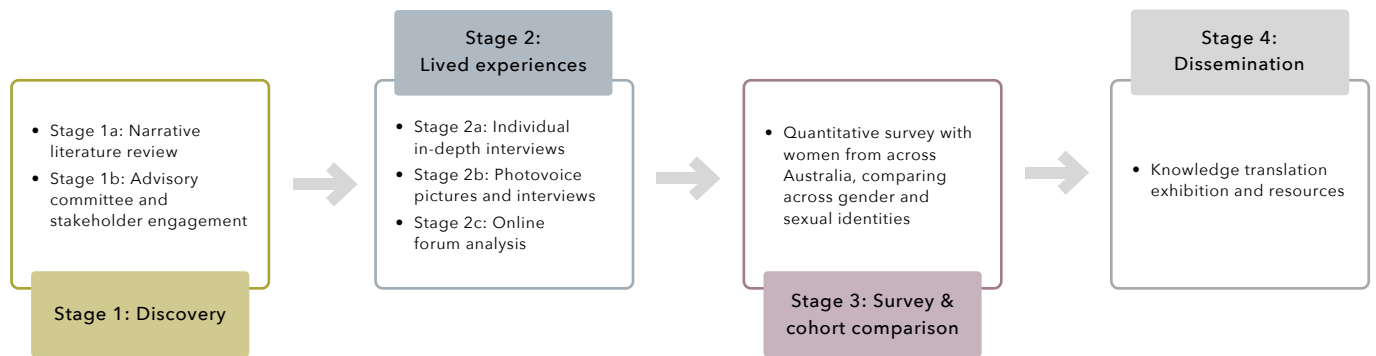 • Stage 1a: Narrative
literature review
• Stage 1b: Advisory
committee and
stakeholder engagement
Stage 1: Discovery
Stage 2:
Lived experiences
• Stage 2a: Individual
in-depth interviews
• Stage 2b: Photovoice
pictures and interviews
• Stage 2c: Online
forum analysis
• Quantitative survey with
women from across
Australia, comparing
across gender and
sexual identities
Stage 3: Survey &
cohort comparison
Stage 4:
Dissemination
• Knowledge translation
exhibition and resources